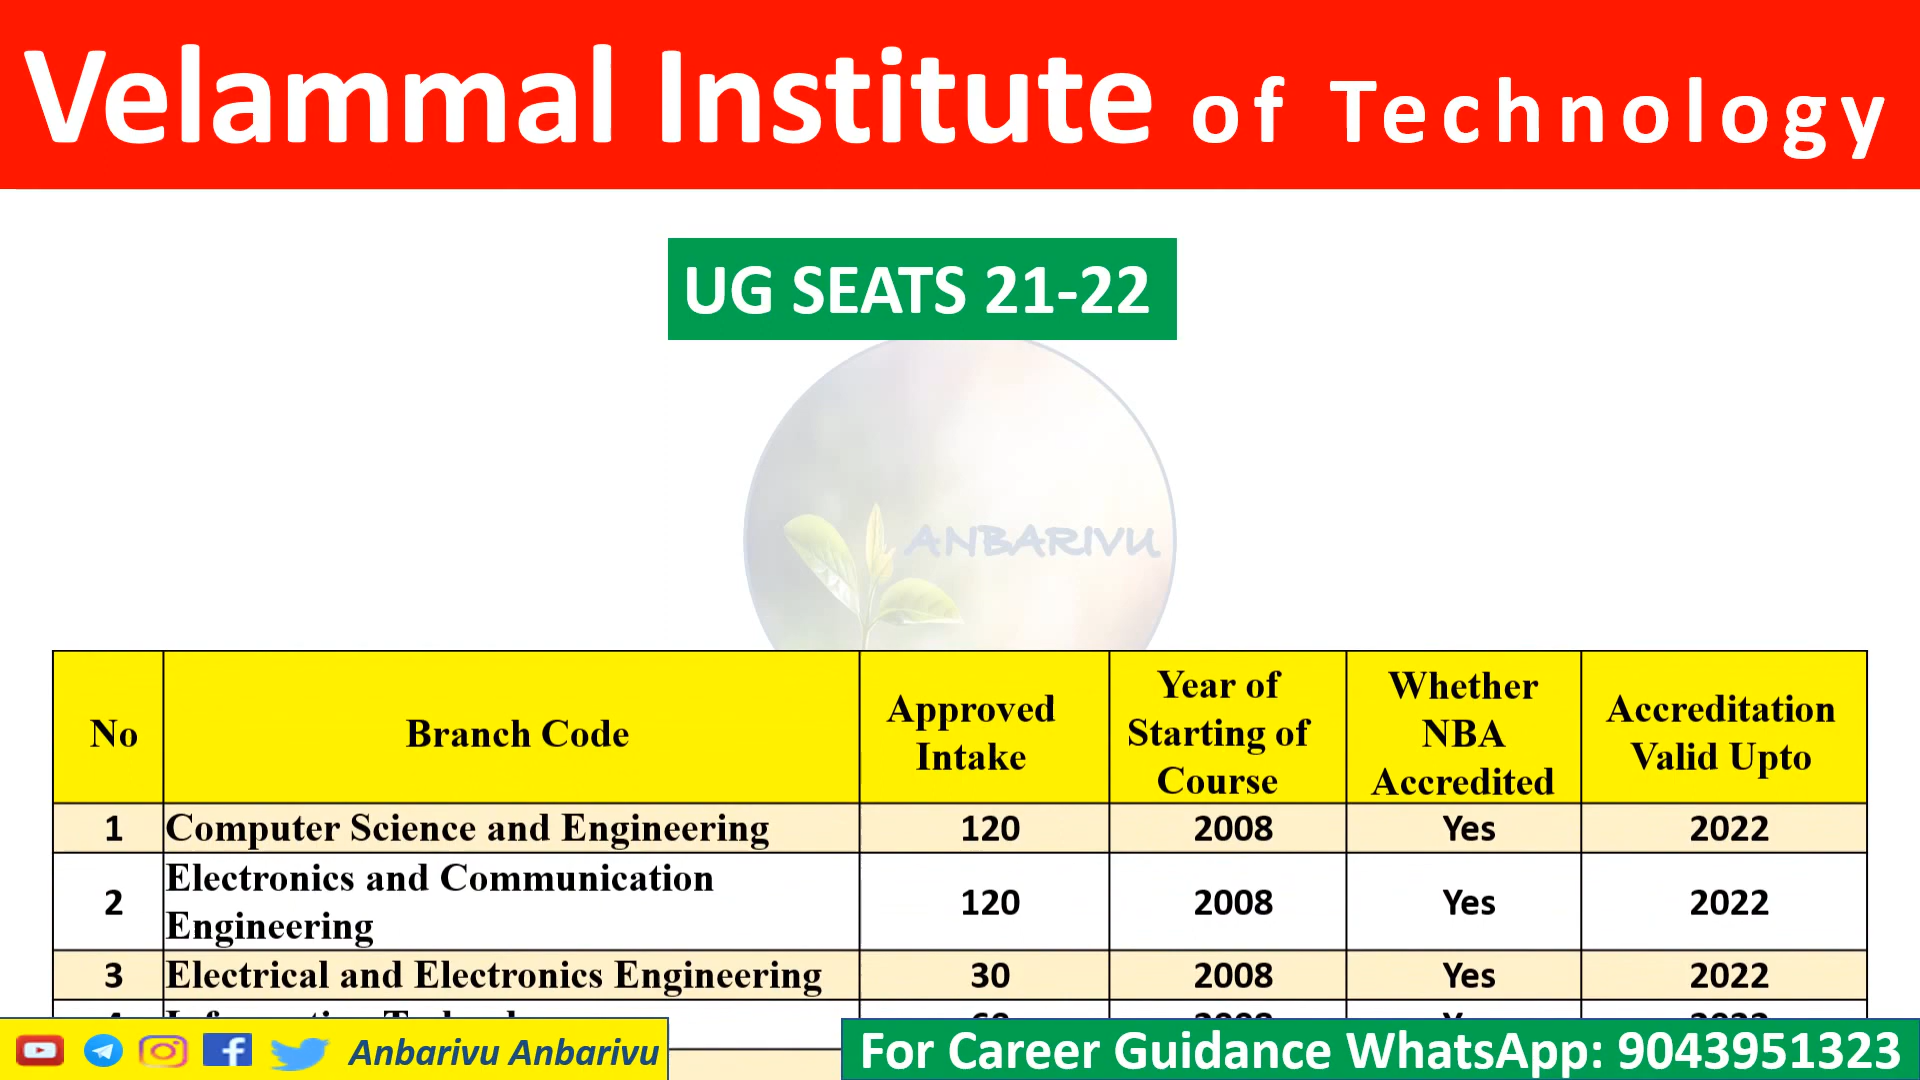 Velammal Institute of Technology
UG SEATS 21-22
ANBARIVU
No
Branch Code
Approved
Intake
Year of
Starting of
Course
Whether
NBA
Accredited
Accreditation
Valid Upto
1 Computer Science and Engineering 120 2008 Yes 2022
2 Electronics and Communication
Engineering 120 2008 Yes 2022
3 Electrical and Electronics Engineering 30 2008 Yes 2022
Anbarivu Anbarivu
For Career Guidance WhatsApp: 9043951323